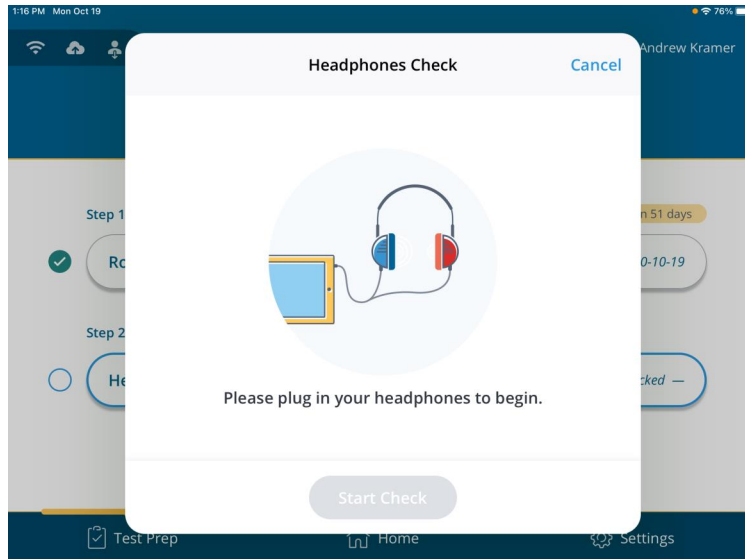 1:16 PM Mon Oct 19
76%
Andrew Kramer
Headphones Check
Cancel
Step 1
n 51 days
Ro
0-10-19
Step 2
He
cked —
Please plug in your headphones to begin.
Start Check
Test Prep
Home
Settings